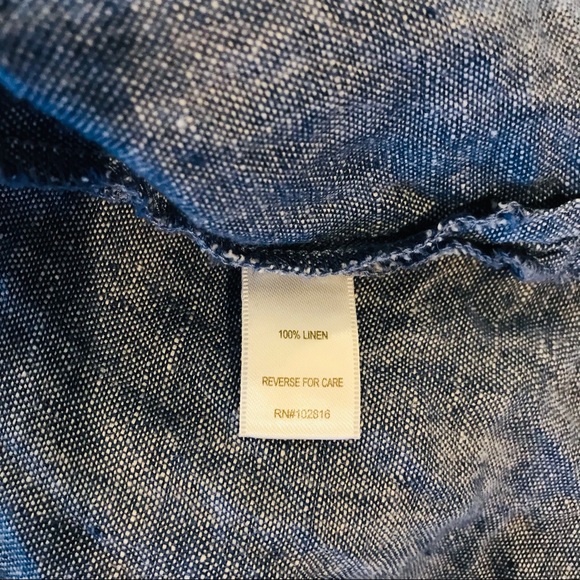 100% LINEN
REVERSE FOR CARE
RN#102816